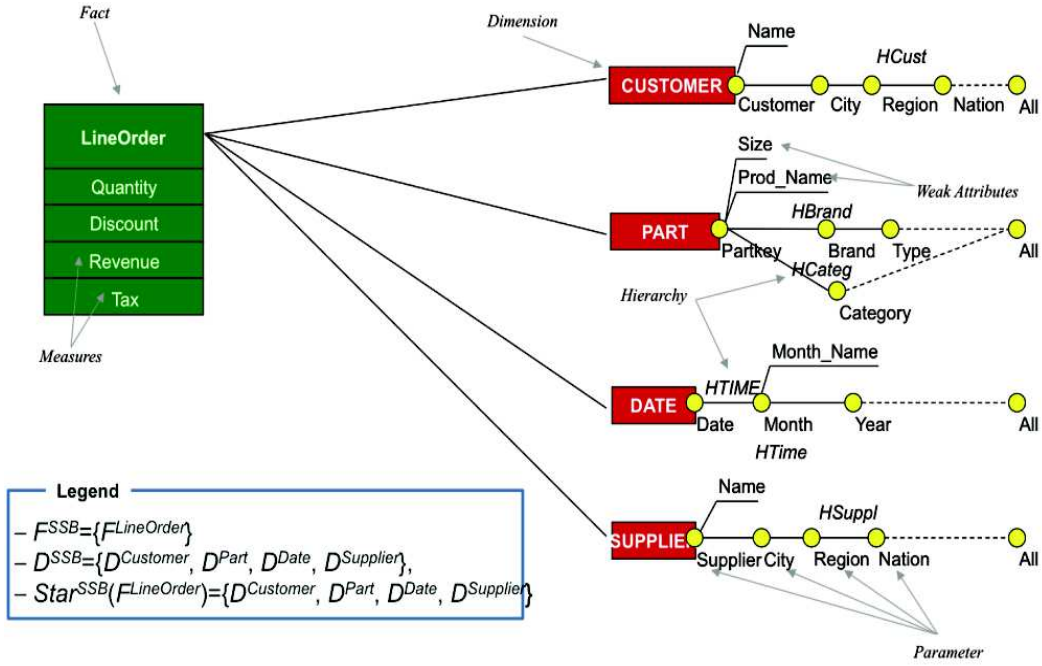 Fact
Dimension
LineOrder
Quantity
Discount
Revenue
Tax
Measures
Name
HCust
CUSTOMER
Customer City Region Nation All
Size
Prod_Name
Weak Attributes
HBrand
PART
Partkey Brand Type All
HCateg
Hierarchy
Category
Month_Name
HTIME
DATE
Date Month Year All
HTime
Name
HSuppl
SUPPLIER
Supplier City Region Nation All
Parameter
Legend
– F^SSB={F^LineOrder}
– D^SSB={D^Customer, D^Part, D^Date, D^Supplier},
– Star^SSB(F^LineOrder)={D^Customer, D^Part, D^Date, D^Supplier}